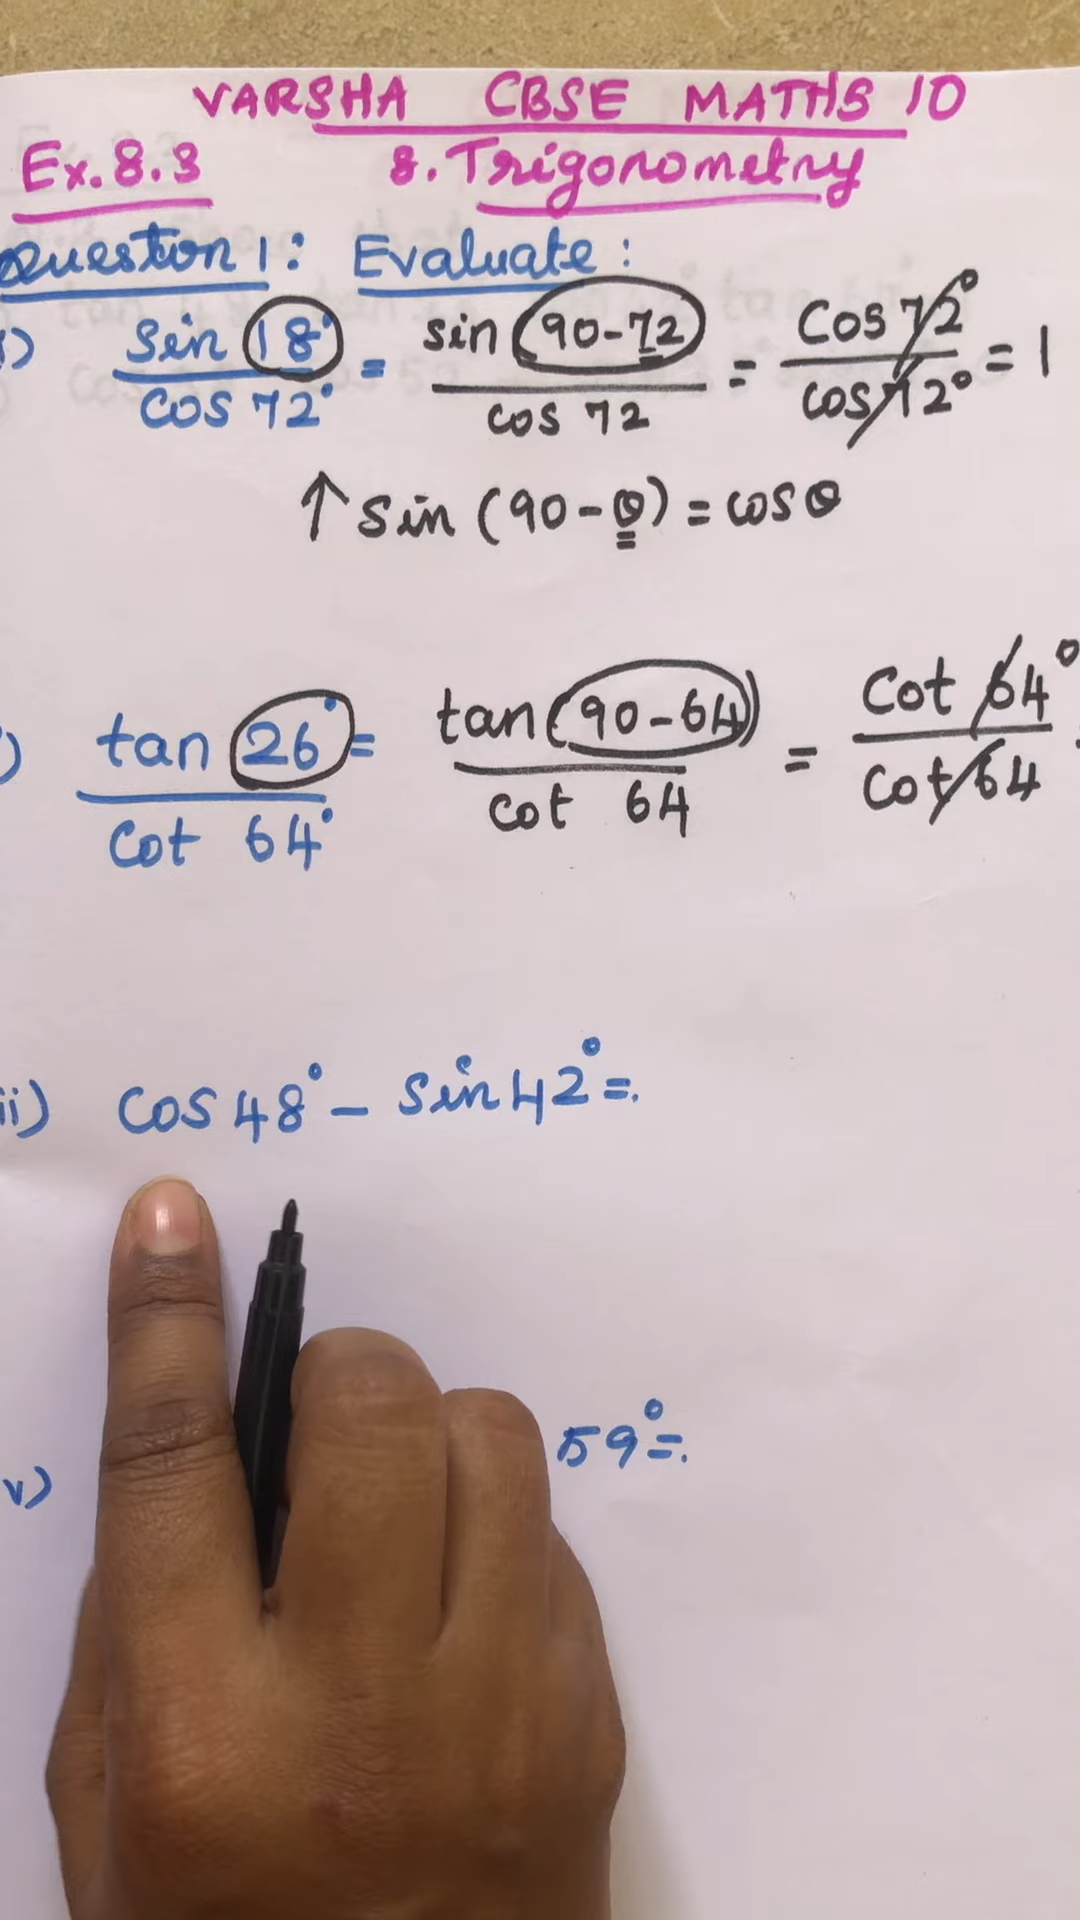 VARSHA CBSE MATHS 10
Ex. 8.3 8. Trigonometry
Question 1: Evaluate:
i) sin 18° / cos 72° = sin (90-72) / cos 72 = cos 72° / cos 72° = 1
↑ sin (90-θ) = cos θ
) tan 26° / cot 64° = tan (90-64) / cot 64 = cot 64° / cot 64
ii) cos 48° - sin 42° =.
v) 59° =.